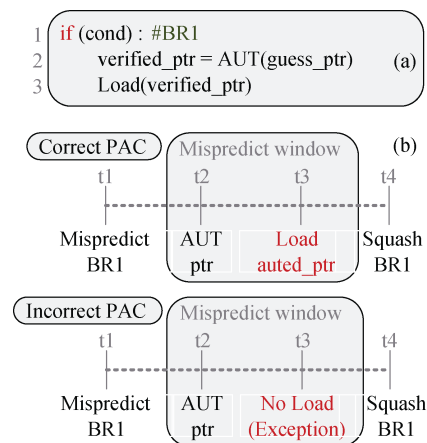 1 if (cond) : #BR1
2 verified_ptr = AUT(guess_ptr) (a)
3 Load(verified_ptr)
Correct PAC Mispredict window (b)
t1 t2 t3 t4
Mispredict AUT Load Squash
BR1 ptr auted_ptr BR1
Incorrect PAC Mispredict window
t1 t2 t3 t4
Mispredict AUT No Load Squash
BR1 ptr (Exception) BR1